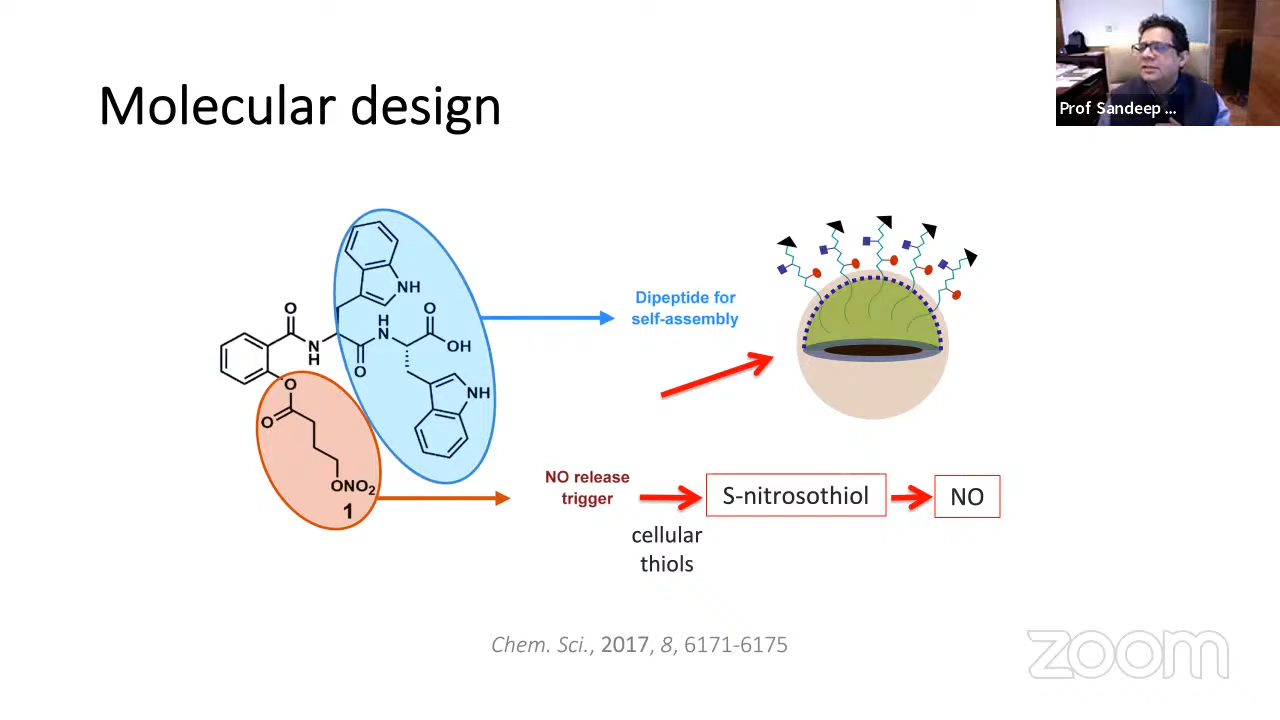 Prof Sandeep ...
Molecular design
NH
O
O
H
N
N
H
O
OH
O
O
NH
ONO2
1
Dipeptide for
self-assembly
NO release
trigger
cellular
thiols
S-nitrosothiol
NO
Chem. Sci., 2017, 8, 6171-6175
zoom